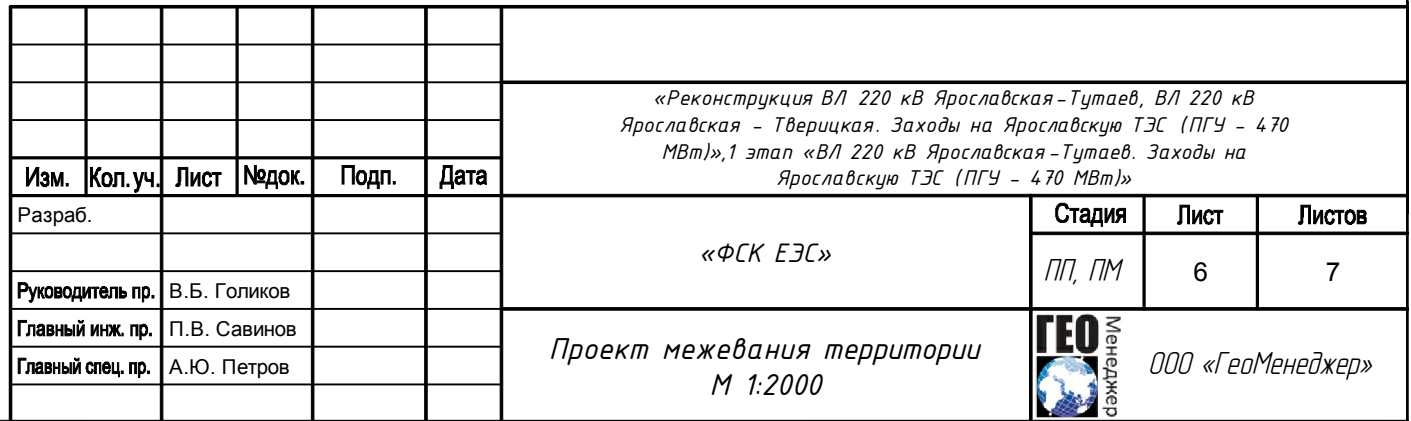 «Реконструкция ВЛ 220 кВ Ярославская-Тутаев, ВЛ 220 кВ
Ярославская - Тверицкая. Заходы на Ярославскую ТЭС (ПГУ - 470
МВт)»,1 этап «ВЛ 220 кВ Ярославская-Тутаев. Заходы на
Ярославскую ТЭС (ПГУ - 470 МВт)»
Изм. Кол.уч. Лист №док. Подп. Дата
Разраб.
«ФСК ЕЭС»
Стадия Лист Листов
ПП, ПМ 6 7
Руководитель пр. В.Б. Голиков
Главный инж. пр. П.В. Савинов
Главный спец. пр. А.Ю. Петров
Проект межевания территории
М 1:2000
ГЕО
Менеджер
ООО «ГеоМенеджер»